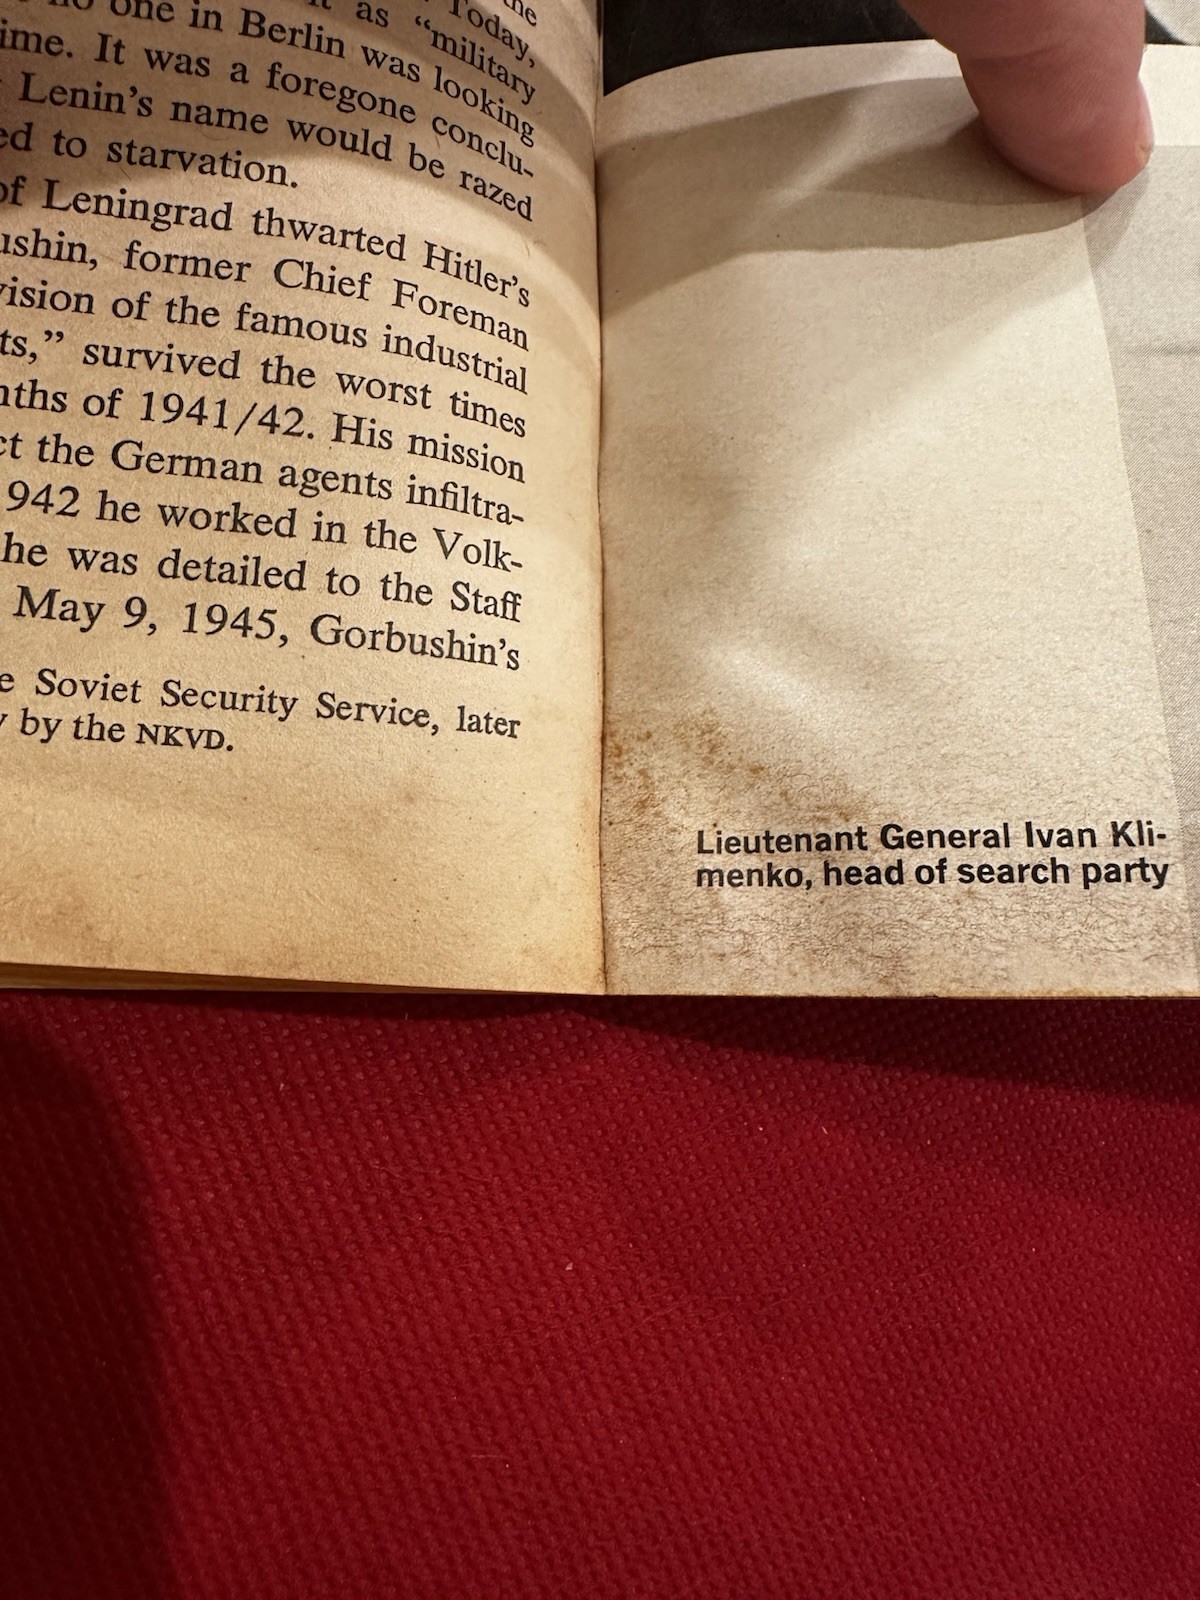 the
as Today,
no one in Berlin was looking "military
ime. It was a foregone conclu-
Lenin's name would be razed
ed to starvation.
of Leningrad thwarted Hitler's
ushin, former Chief Foreman
vision of the famous industrial
ts," survived the worst times
nths of 1941/42. His mission
ct the German agents infiltra-
942 he worked in the Volk-
he was detailed to the Staff
May 9, 1945, Gorbushin's
e Soviet Security Service, later
y by the NKVD.
Lieutenant General Ivan Kli-
menko, head of search party